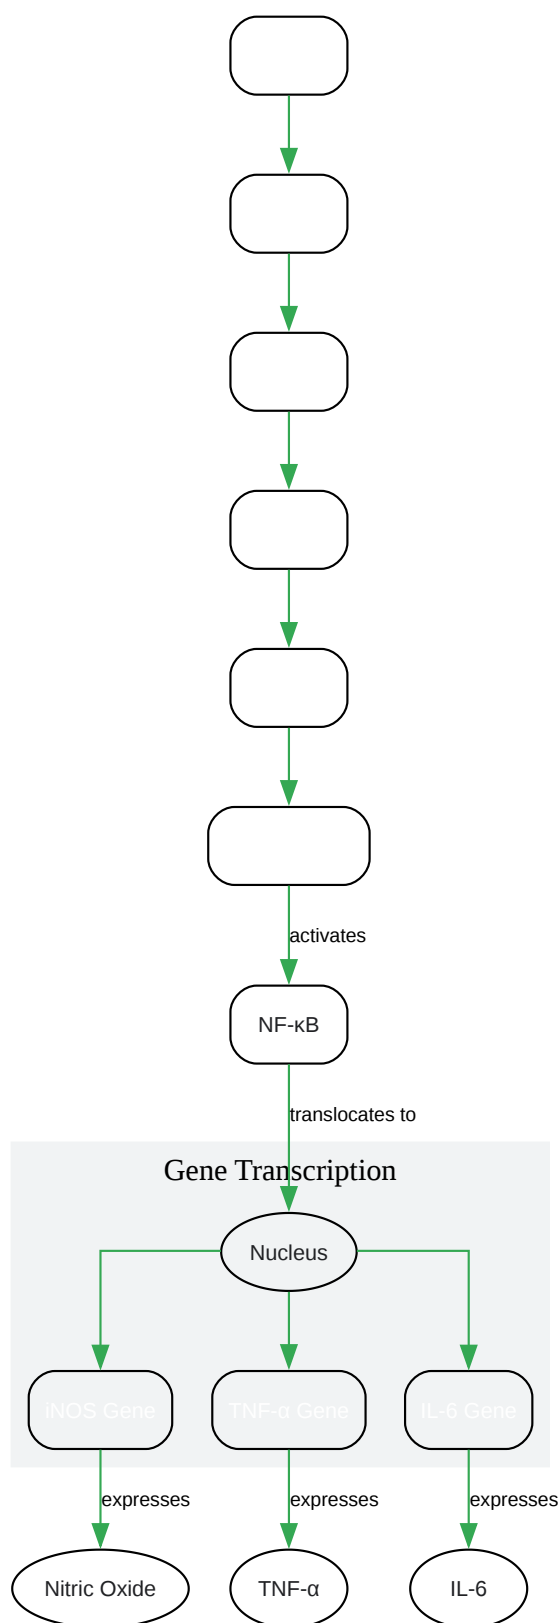 activates
NF-κB
translocates to
Gene Transcription
Nucleus
iNOS Gene
TNF-α Gene
IL-6 Gene
expresses
expresses
expresses
Nitric Oxide
TNF-α
IL-6